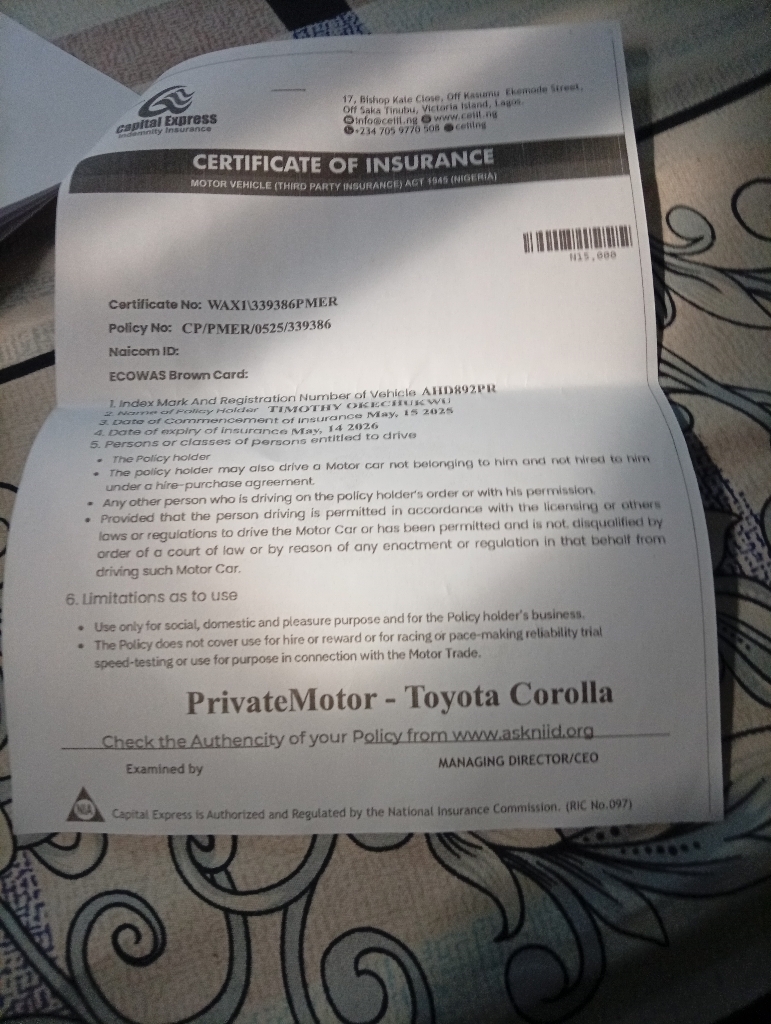 Capital Express
Indemnity Insurance
17, Bishop Kale Close, Off Kasumu Ekemode Street,
Off Saka Tinubu, Victoria Island, Lagos.
info@ceiil.ng www.ceiil.ng
+234 705 9770 508 ceiilng
CERTIFICATE OF INSURANCE
MOTOR VEHICLE (THIRD PARTY INSURANCE) ACT 1945 (NIGERIA)
N15,000
Certificate No: WAX1\339386PMER
Policy No: CP/PMER/0525/339386
Naicom ID:
ECOWAS Brown Card:
1. Index Mark And Registration Number of Vehicle AHD892PR
2. Name of Policy Holder TIMOTHY OKECHUKWU
3. Date of Commencement of Insurance May, 15 2025
4. Date of expiry of insurance May, 14 2026
5. Persons or classes of persons entitled to drive
• The Policy holder
• The policy holder may also drive a Motor car not belonging to him and not hired to him
under a hire-purchase agreement.
• Any other person who is driving on the policy holder's order or with his permission.
• Provided that the person driving is permitted in accordance with the licensing or others
laws or regulations to drive the Motor Car or has been permitted and is not. disqualified by
order of a court of law or by reason of any enactment or regulation in that behalf from
driving such Motor Car.
6. Limitations as to use
• Use only for social, domestic and pleasure purpose and for the Policy holder's business.
• The Policy does not cover use for hire or reward or for racing or pace-making reliability trial
speed-testing or use for purpose in connection with the Motor Trade.
PrivateMotor - Toyota Corolla
Check the Authencity of your Policy from www.askniid.org
Examined by
MANAGING DIRECTOR/CEO
NIA
Capital Express is Authorized and Regulated by the National Insurance Commission. (RIC No.097)